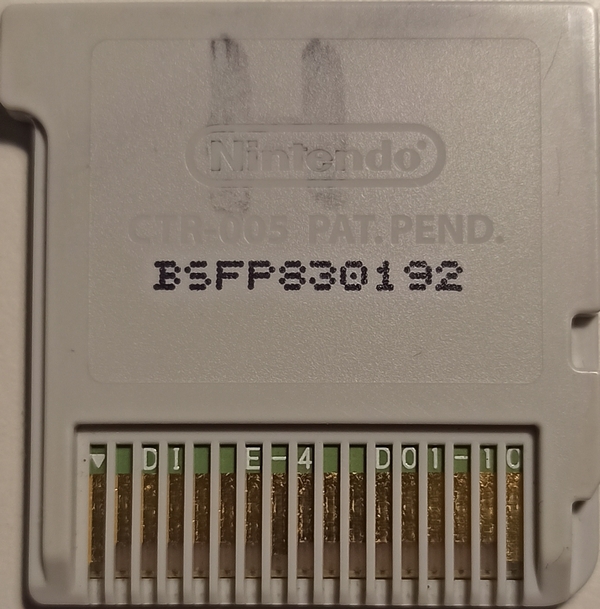 Nintendo®
CTR-005 PAT. PEND.
BSFP830192
▼ DI E-4 D01-10